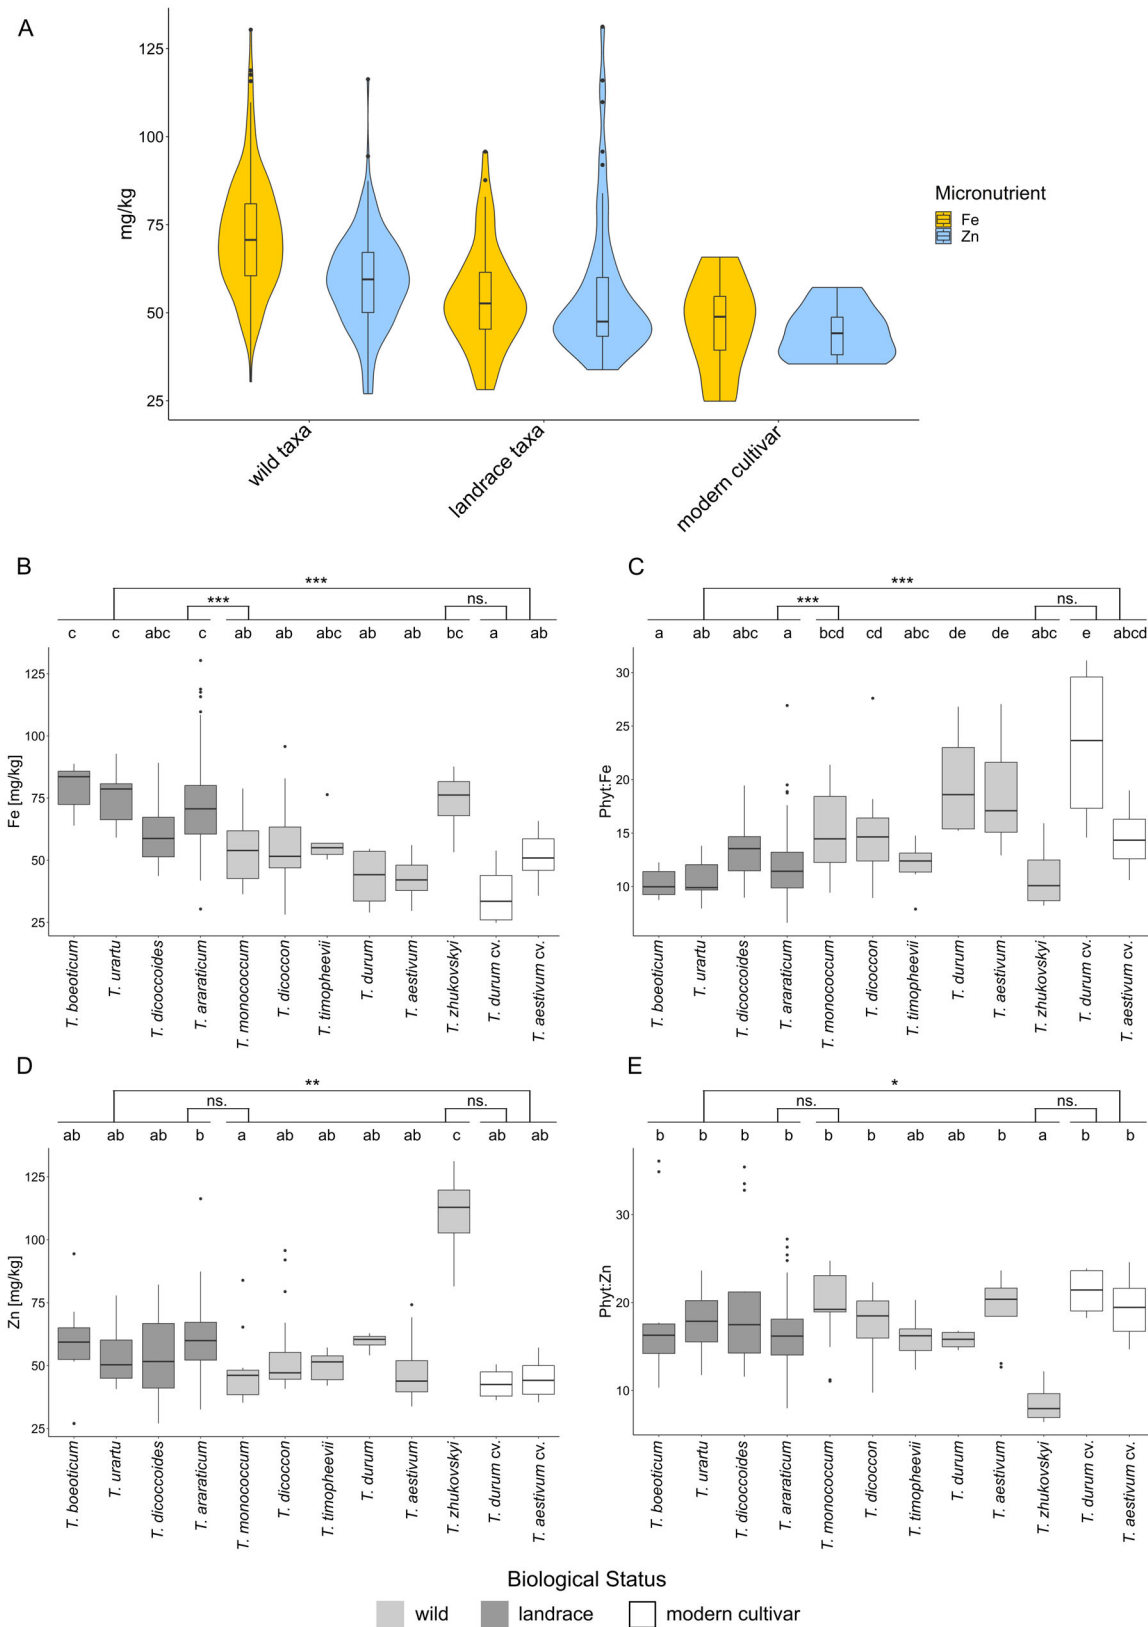 A
125
100
75
50
25
mg/kg
wild taxa
landrace taxa
modern cultivar
Micronutrient
Fe
Zn
B
***
***
ns.
c c abc c ab ab abc ab ab bc a ab
125
100
75
50
25
Fe [mg/kg]
T. boeoticum
T. urartu
T. dicoccoides
T. araraticum
T. monococcum
T. dicoccon
T. timopheevii
T. durum
T. aestivum
T. zhukovskyi
T. durum cv.
T. aestivum cv.
C
***
***
ns.
a ab abc a bcd cd abc de de abc e abcd
30
25
20
15
10
Phyt:Fe
T. boeoticum
T. urartu
T. dicoccoides
T. araraticum
T. monococcum
T. dicoccon
T. timopheevii
T. durum
T. aestivum
T. zhukovskyi
T. durum cv.
T. aestivum cv.
D
**
ns.
ns.
ab ab ab b a ab ab ab ab c ab ab
125
100
75
50
25
Zn [mg/kg]
T. boeoticum
T. urartu
T. dicoccoides
T. araraticum
T. monococcum
T. dicoccon
T. timopheevii
T. durum
T. aestivum
T. zhukovskyi
T. durum cv.
T. aestivum cv.
E
*
ns.
ns.
b b b b b b ab ab b a b b
30
20
10
Phyt:Zn
T. boeoticum
T. urartu
T. dicoccoides
T. araraticum
T. monococcum
T. dicoccon
T. timopheevii
T. durum
T. aestivum
T. zhukovskyi
T. durum cv.
T. aestivum cv.
Biological Status
wild
landrace
modern cultivar